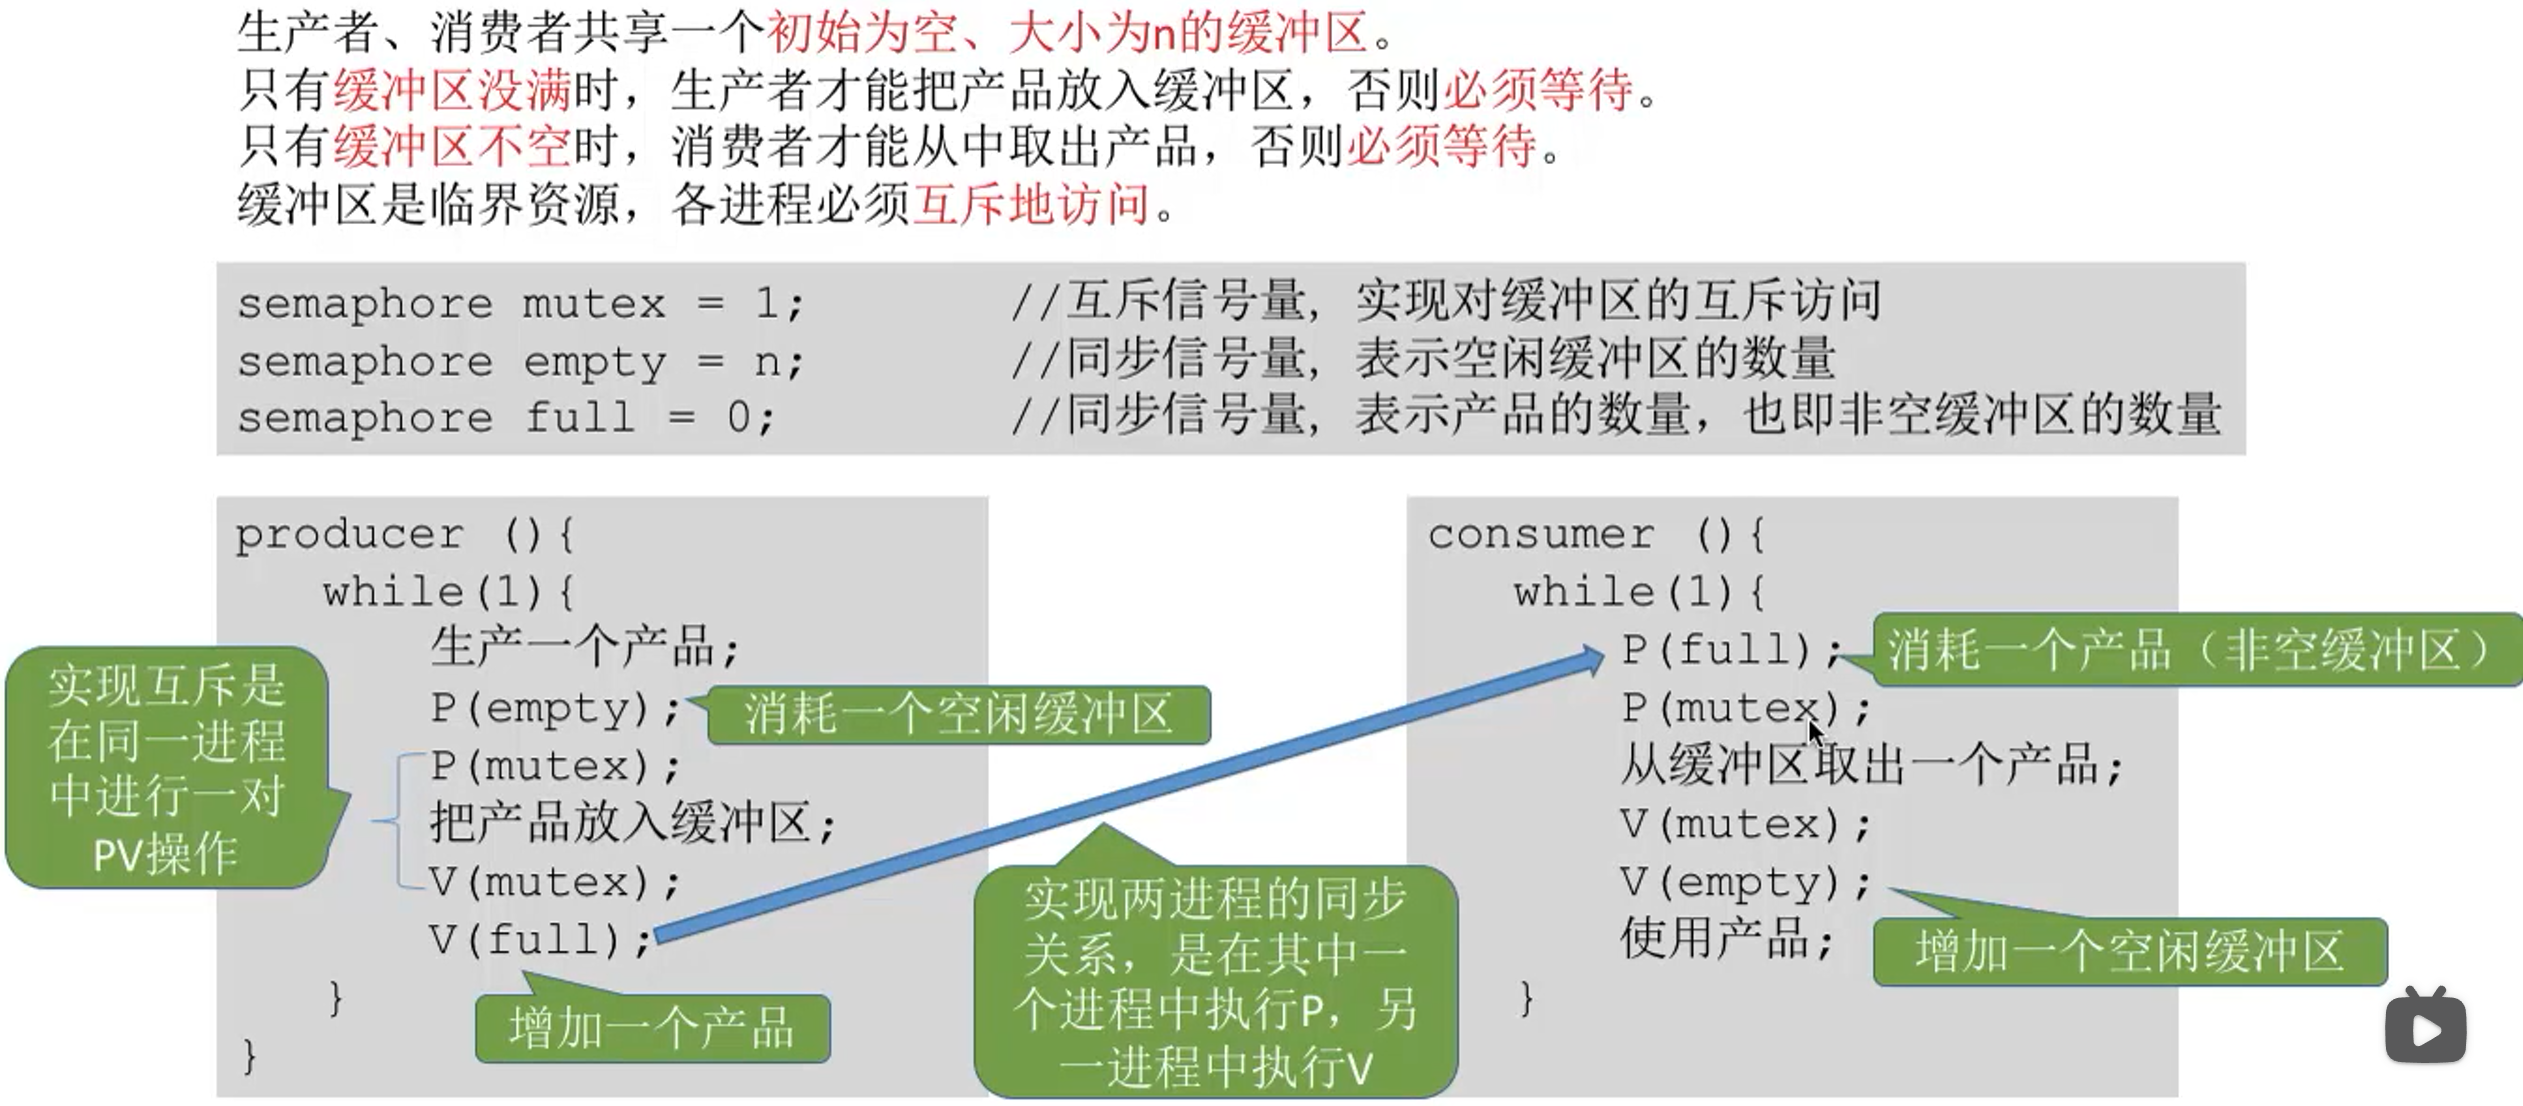 生产者、消费者共享一个初始为空、大小为n的缓冲区。
只有缓冲区没满时，生产者才能把产品放入缓冲区，否则必须等待。
只有缓冲区不空时，消费者才能从中取出产品，否则必须等待。
缓冲区是临界资源，各进程必须互斥地访问。
semaphore mutex = 1; //互斥信号量，实现对缓冲区的互斥访问
semaphore empty = n; //同步信号量，表示空闲缓冲区的数量
semaphore full = 0; //同步信号量，表示产品的数量，也即非空缓冲区的数量
producer (){
while(1){
生产一个产品;
P(empty);
P(mutex);
把产品放入缓冲区;
V(mutex);
V(full);
}
}
实现互斥是
在同一进程
中进行一对
PV操作
消耗一个空闲缓冲区
增加一个产品
实现两进程的同步
关系，是在其中一
个进程中执行P，另
一进程中执行V
consumer (){
while(1){
P(full);
P(mutex);
从缓冲区取出一个产品;
V(mutex);
V(empty);
使用产品;
}
消耗一个产品（非空缓冲区）
增加一个空闲缓冲区